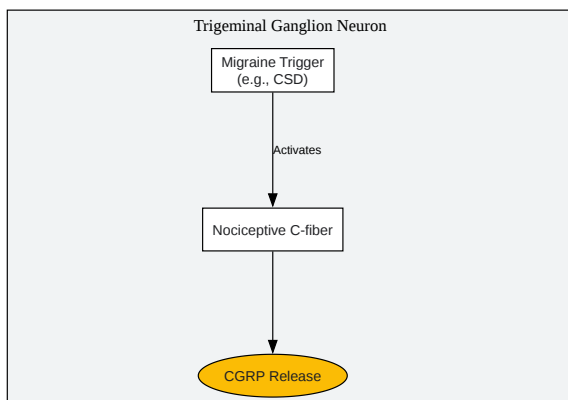 Trigeminal Ganglion Neuron
Migraine Trigger
(e.g., CSD)
Activates
Nociceptive C-fiber
CGRP Release